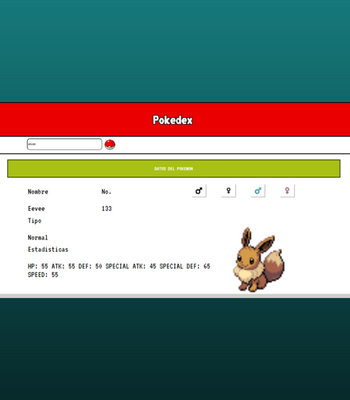 Pokedex
eevee
DATOS DEL POKEMON
Nombre No.
Eevee 133
Tipo
Normal
Estadisticas
HP: 55 ATK: 55 DEF: 50 SPECIAL ATK: 45 SPECIAL DEF: 65
SPEED: 55